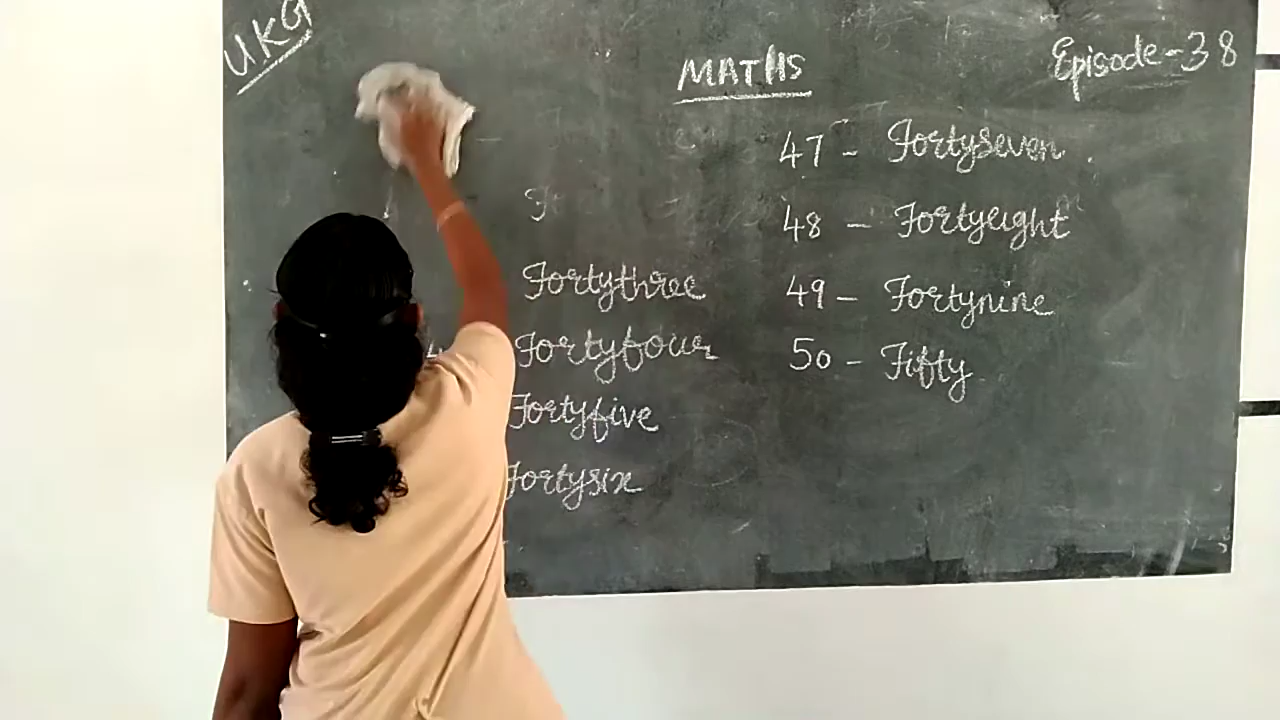 UKG
MATHS
Episode-38
Fortythree
Fortyfour
Fortyfive
Fortysix
47 - Fortyseven
48 - Fortyeight
49 - Fortynine
50 - Fifty